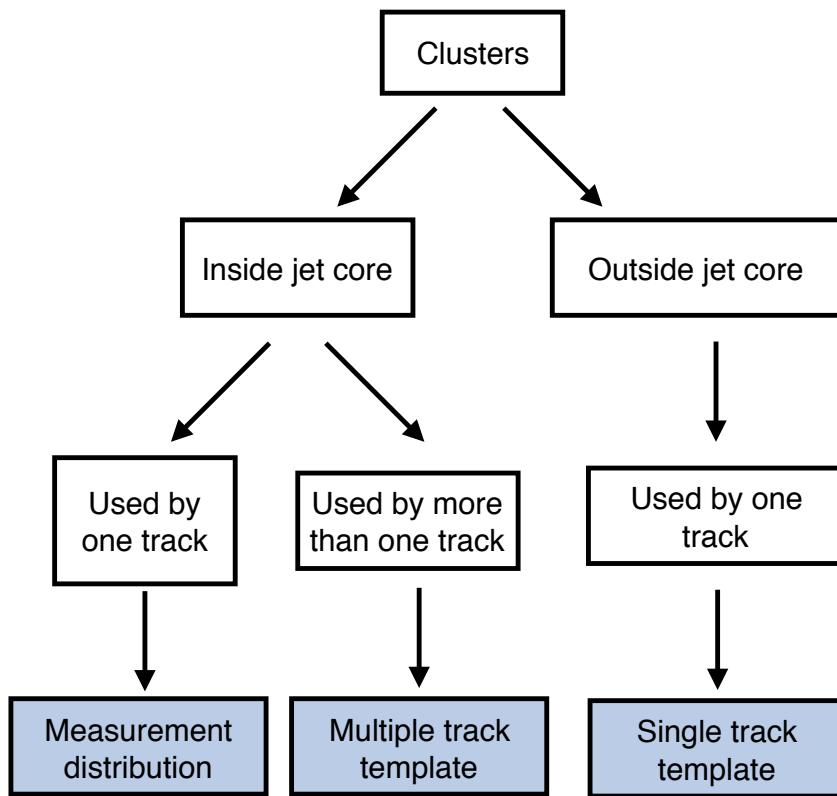 Clusters
Inside jet core
Outside jet core
Used by
one track
Used by more
than one track
Used by one
track
Measurement
distribution
Multiple track
template
Single track
template